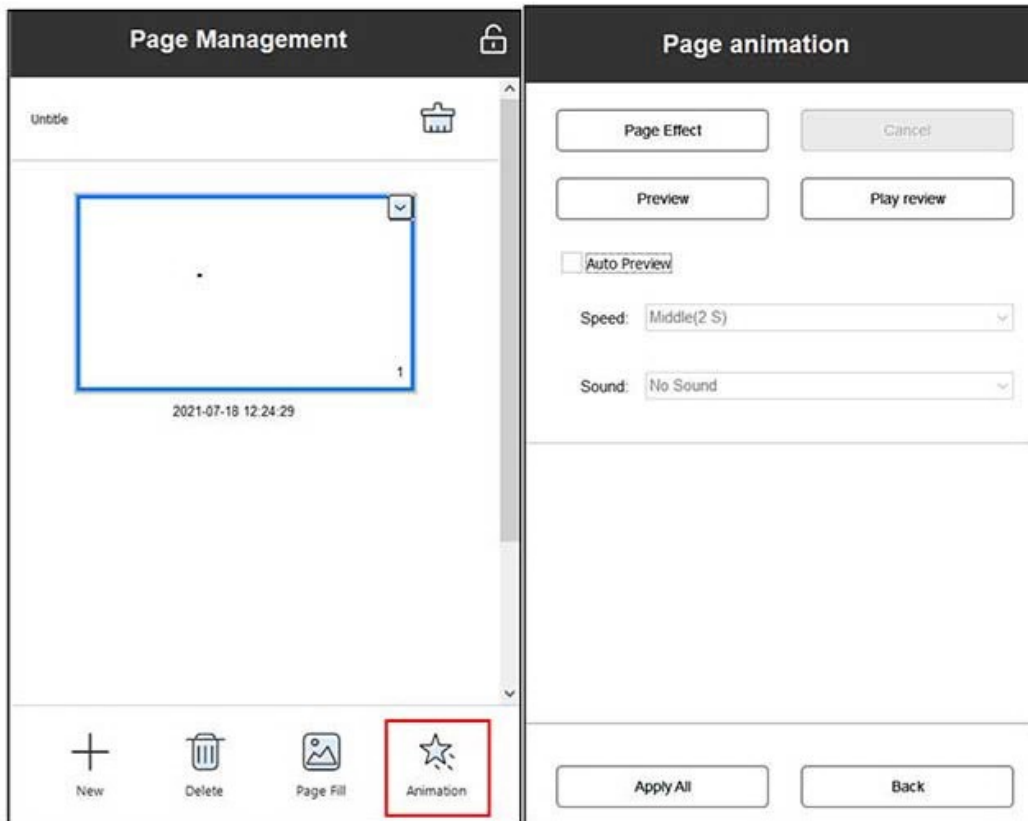 Page Management
Untitle
1
2021-07-18 12:24:29
New
Delete
Page Fill
Animation
Page animation
Page Effect
Cancel
Preview
Play review
Auto Preview
Speed:
Middle(2 S)
Sound:
No Sound
Apply All
Back